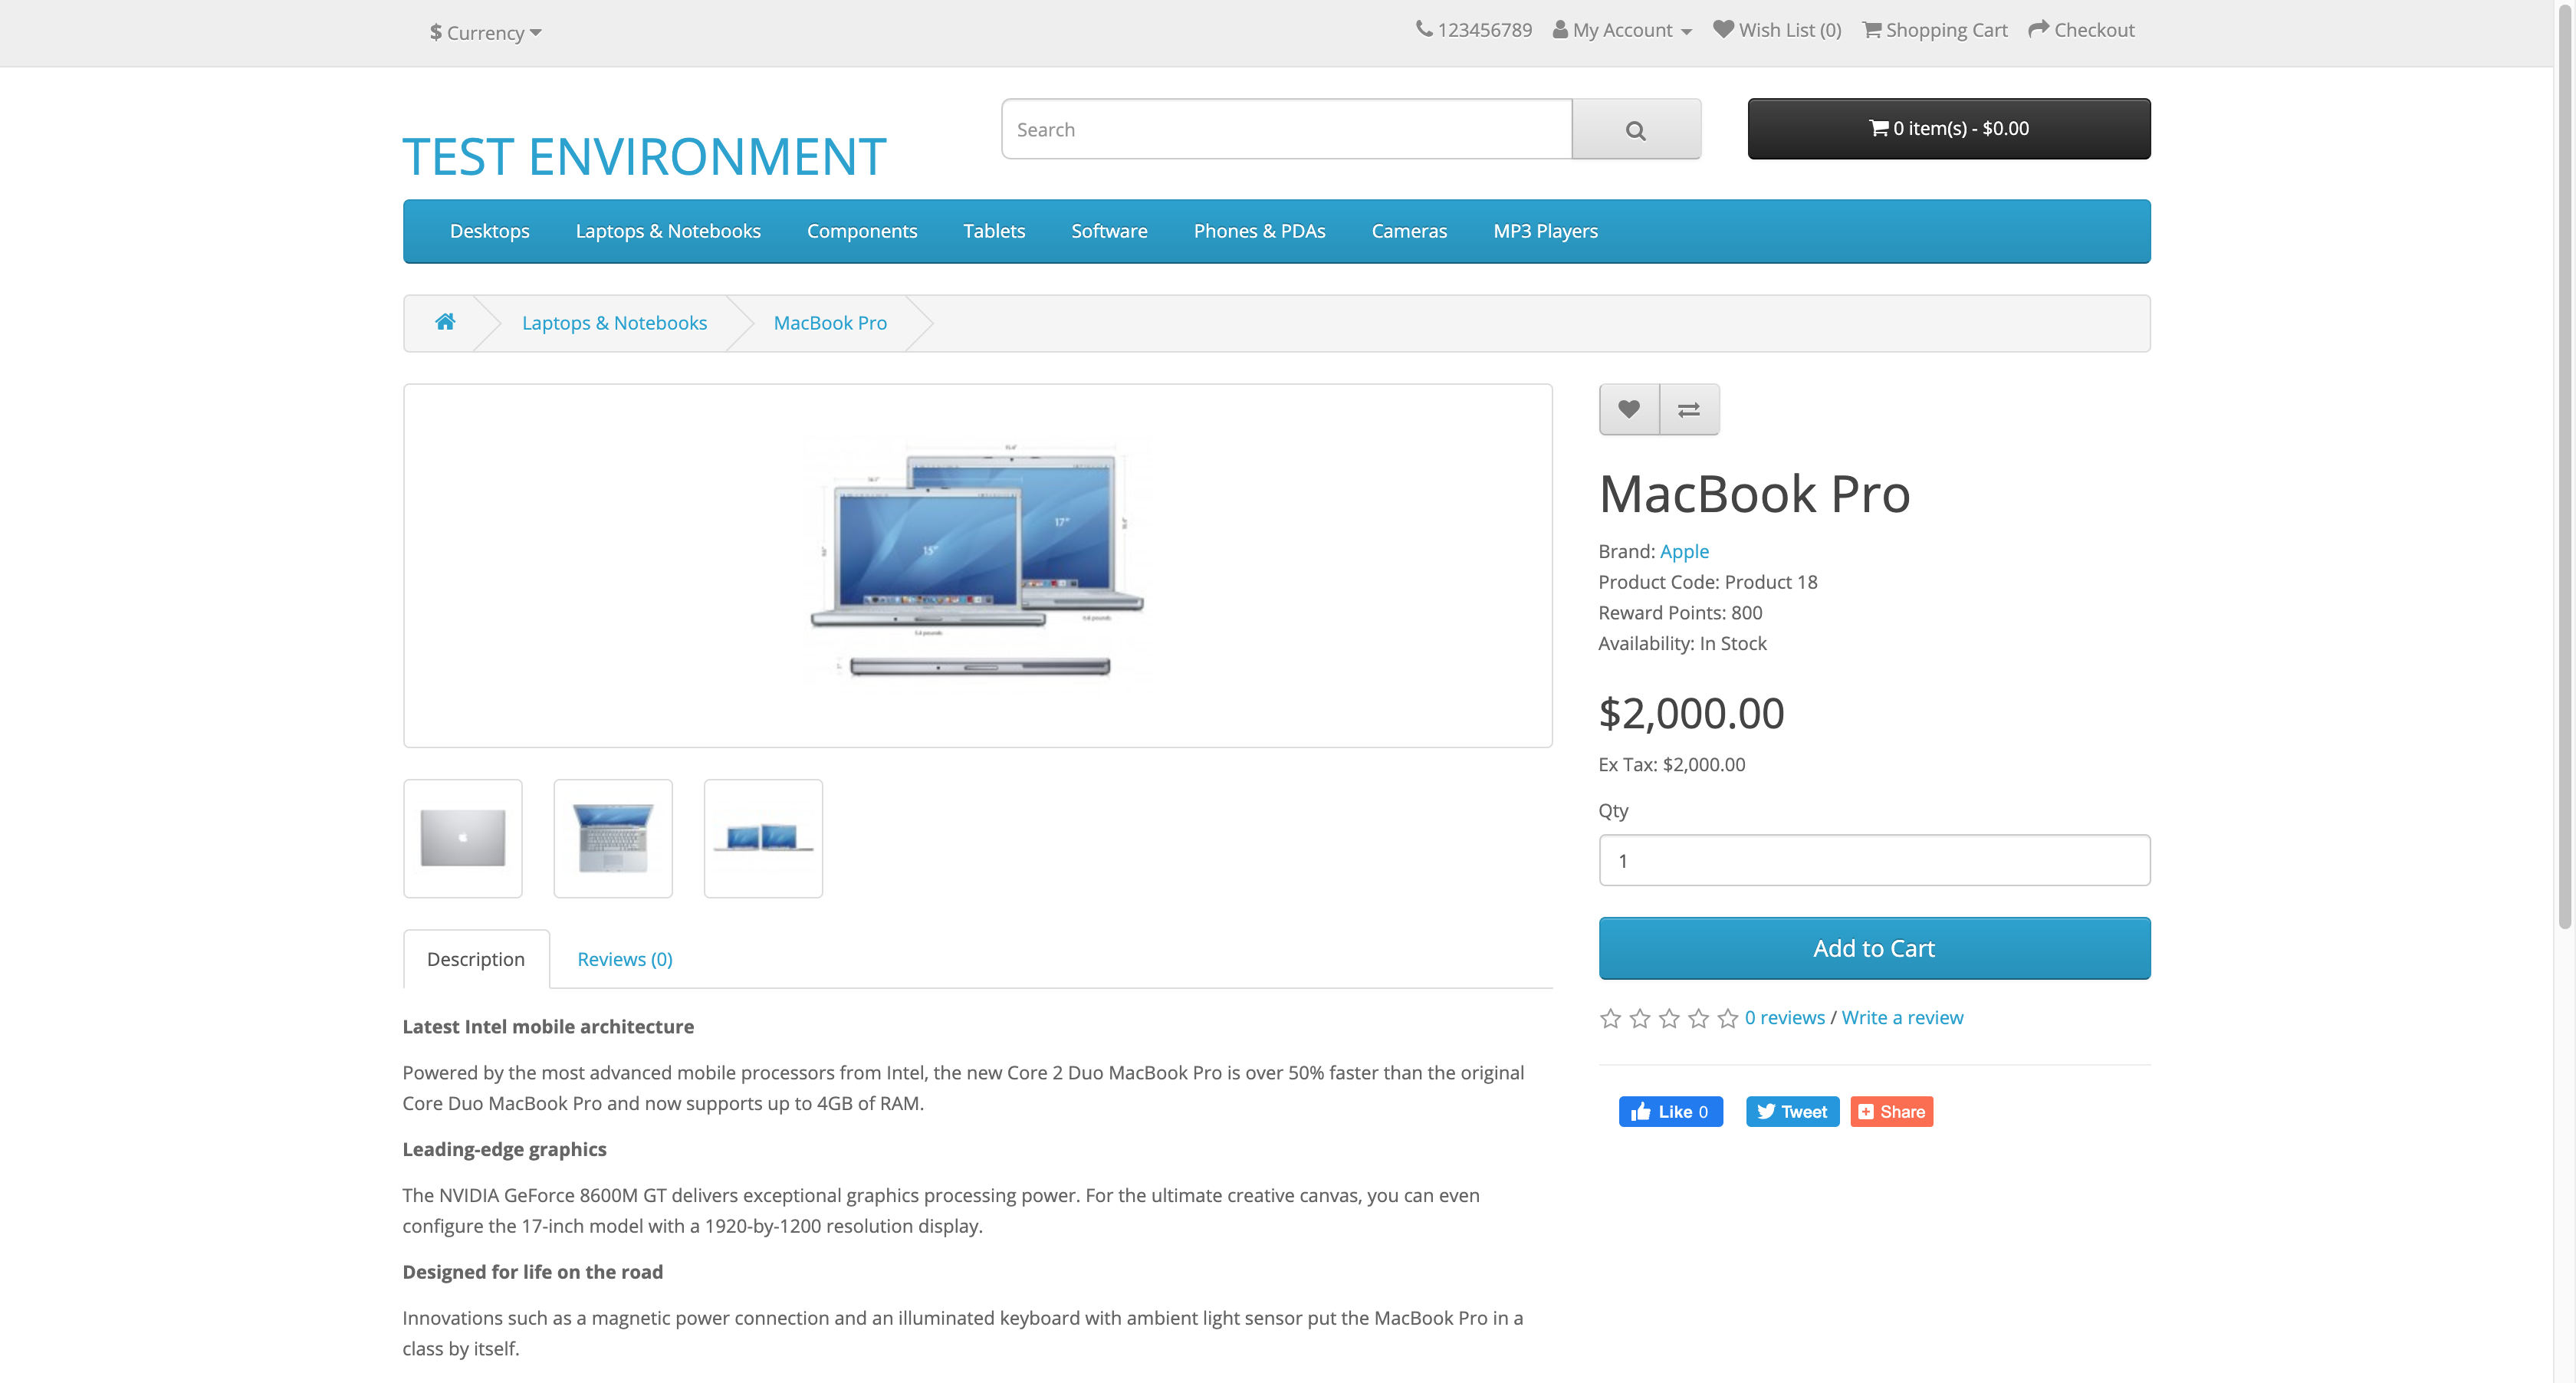 $ Currency
123456789 My Account Wish List (0) Shopping Cart Checkout
TEST ENVIRONMENT
Search
0 item(s) - $0.00
Desktops Laptops & Notebooks Components Tablets Software Phones & PDAs Cameras MP3 Players
Laptops & Notebooks MacBook Pro
17"
15"
MacBook Pro
Brand: Apple
Product Code: Product 18
Reward Points: 800
Availability: In Stock
$2,000.00
Ex Tax: $2,000.00
Qty
1
Add to Cart
0 reviews / Write a review
Like 0 Tweet Share
Description Reviews (0)
Latest Intel mobile architecture
Powered by the most advanced mobile processors from Intel, the new Core 2 Duo MacBook Pro is over 50% faster than the original
Core Duo MacBook Pro and now supports up to 4GB of RAM.
Leading-edge graphics
The NVIDIA GeForce 8600M GT delivers exceptional graphics processing power. For the ultimate creative canvas, you can even
configure the 17-inch model with a 1920-by-1200 resolution display.
Designed for life on the road
Innovations such as a magnetic power connection and an illuminated keyboard with ambient light sensor put the MacBook Pro in a
class by itself.